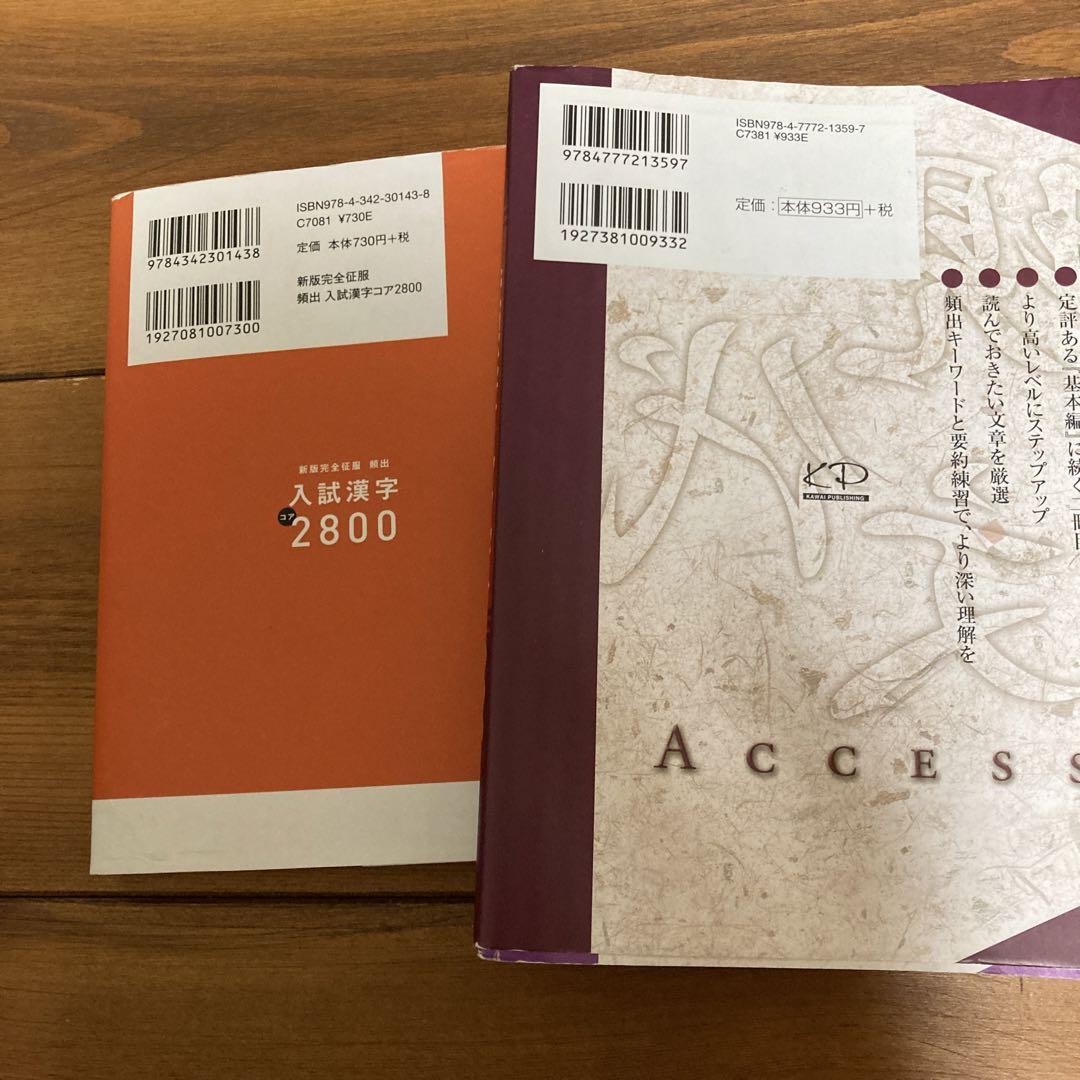 ISBN978-4-342-30143-8
C7081 ¥730E
定価 本体730円+税
9784342301438
新版完全征服
頻出 入試漢字コア2800
1927081007300
新版完全征服 頻出
入試漢字
コア
2800
ISBN978-4-7772-1359-7
C7381 ¥933E
9784777213597
定価:本体933円+税
1927381009332
●定評ある『基本編』に続く二冊目
●より高いレベルにステップアップ
●読んでおきたい文章を厳選
●頻出キーワードと要約練習で、より深い理解を
KP
KAWAI PUBLISHING
ACCESS